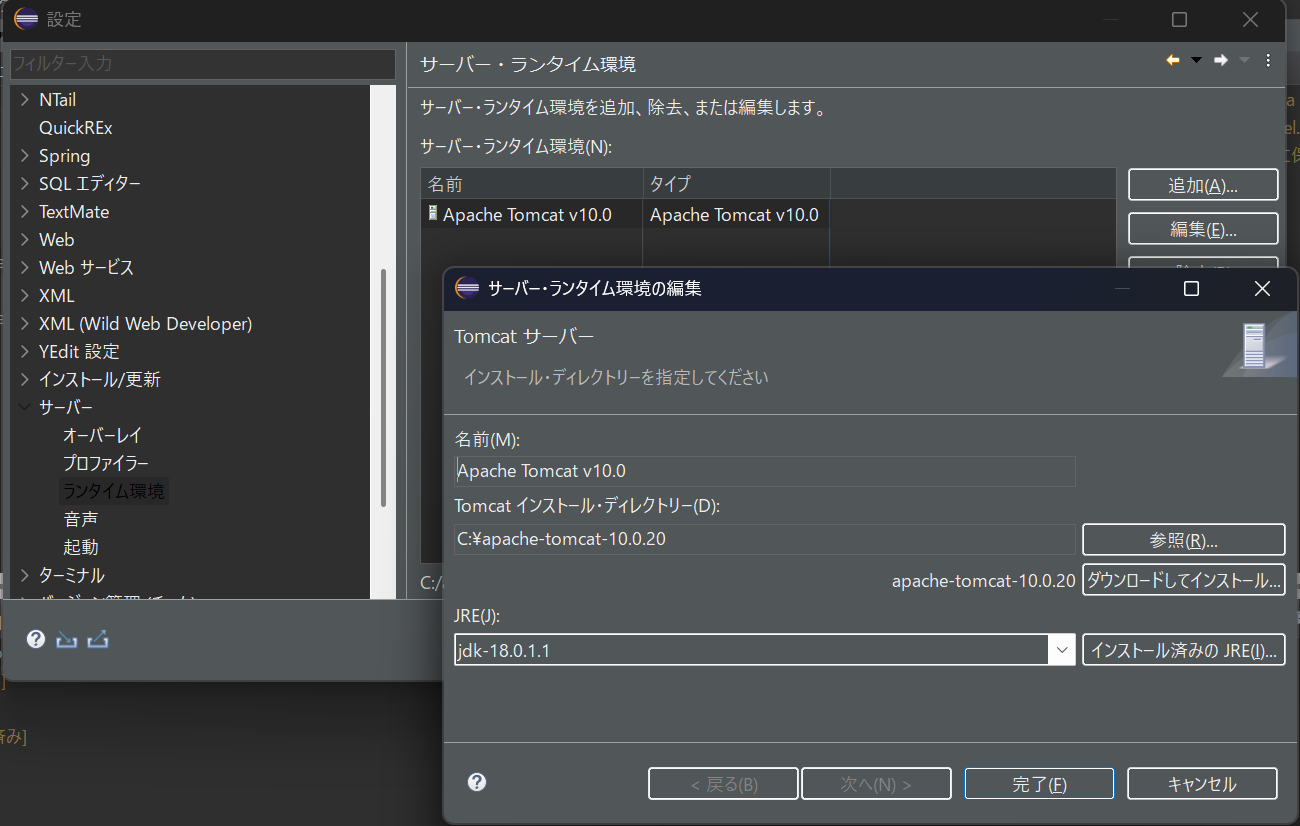 設定
フィルター入力
NTail
QuickREx
Spring
SQL エディター
TextMate
Web
Web サービス
XML
XML (Wild Web Developer)
YEdit 設定
インストール/更新
サーバー
オーバーレイ
プロファイラー
ランタイム環境
音声
起動
ターミナル
サーバー・ランタイム環境
サーバー・ランタイム環境を追加、除去、または編集します。
サーバー・ランタイム環境(N):
名前 タイプ
Apache Tomcat v10.0 Apache Tomcat v10.0
追加(A)...
編集(E)...
C:/
サーバー・ランタイム環境の編集
Tomcat サーバー
インストール・ディレクトリーを指定してください
名前(M):
Apache Tomcat v10.0
Tomcat インストール・ディレクトリー(D):
C:¥apache-tomcat-10.0.20 参照(R)...
apache-tomcat-10.0.20 ダウンロードしてインストール...
JRE(J):
jdk-18.0.1.1 インストール済みの JRE(I)...
< 戻る(B) 次へ(N) > 完了(F) キャンセル
済み]